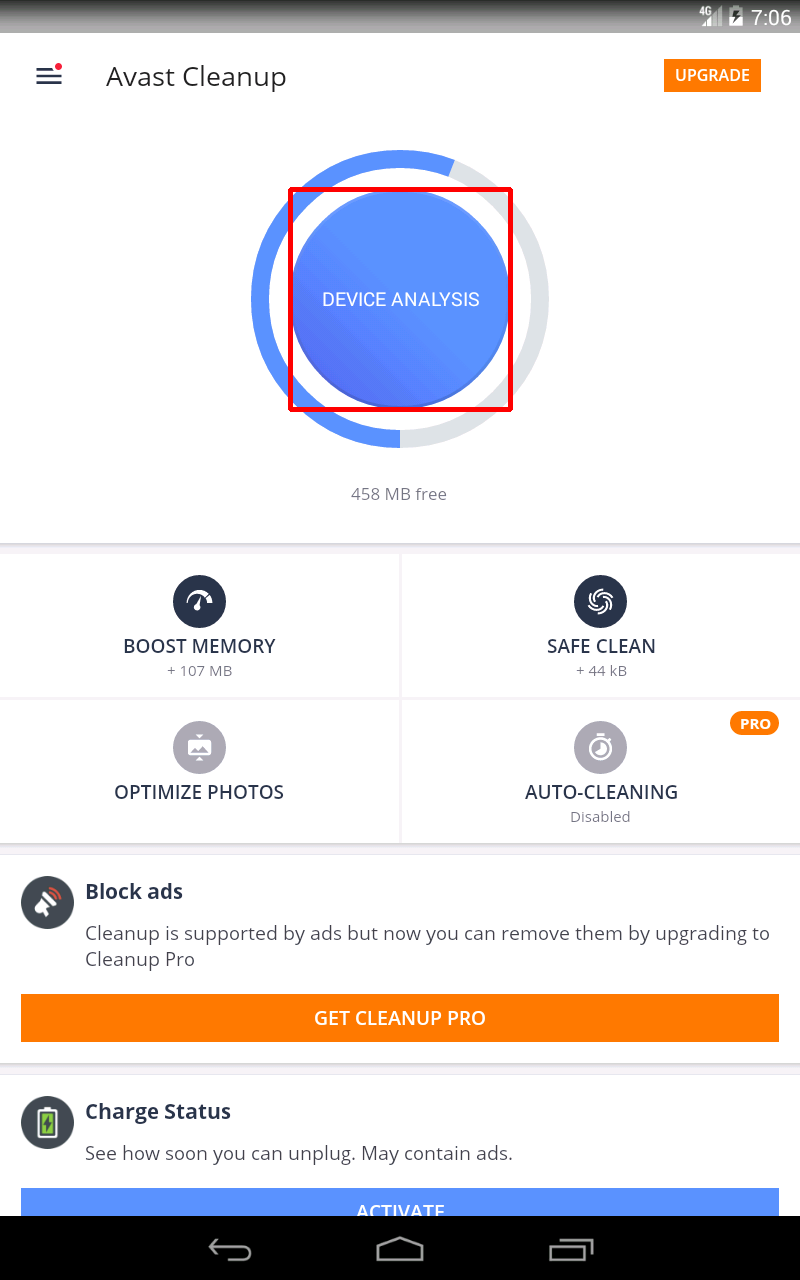 4G 7:06
Avast Cleanup
UPGRADE
DEVICE ANALYSIS
458 MB free
BOOST MEMORY
+ 107 MB
SAFE CLEAN
+ 44 kB
OPTIMIZE PHOTOS
PRO
AUTO-CLEANING
Disabled
Block ads
Cleanup is supported by ads but now you can remove them by upgrading to
Cleanup Pro
GET CLEANUP PRO
Charge Status
See how soon you can unplug. May contain ads.
ACTIVATE